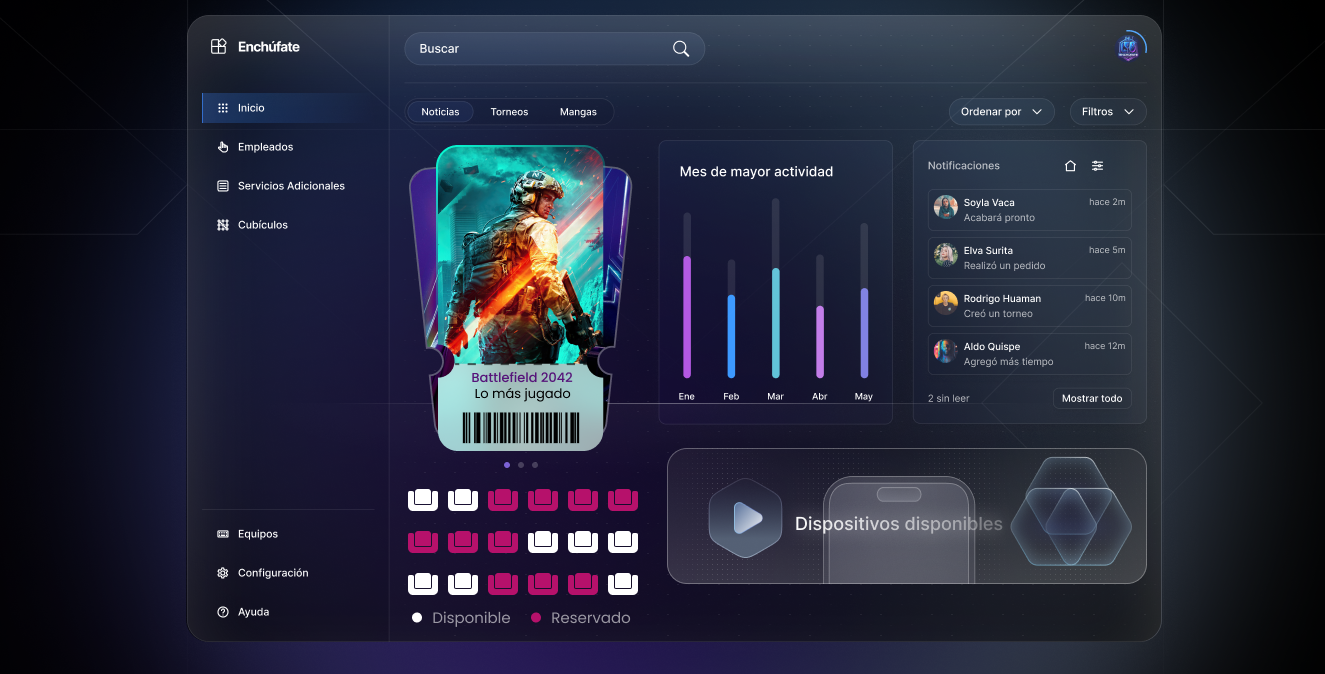 Enchúfate
Buscar
Inicio
Empleados
Servicios Adicionales
Cubículos
Equipos
Configuración
Ayuda
Noticias
Torneos
Mangas
Ordenar por
Filtros
Battlefield 2042
Lo más jugado
Disponible
Reservado
Mes de mayor actividad
Ene
Feb
Mar
Abr
May
Notificaciones
Soyla Vaca
hace 2m
Acabará pronto
Elva Surita
hace 5m
Realizó un pedido
Rodrigo Huaman
hace 10m
Creó un torneo
Aldo Quispe
hace 12m
Agregó más tiempo
2 sin leer
Mostrar todo
Dispositivos disponibles